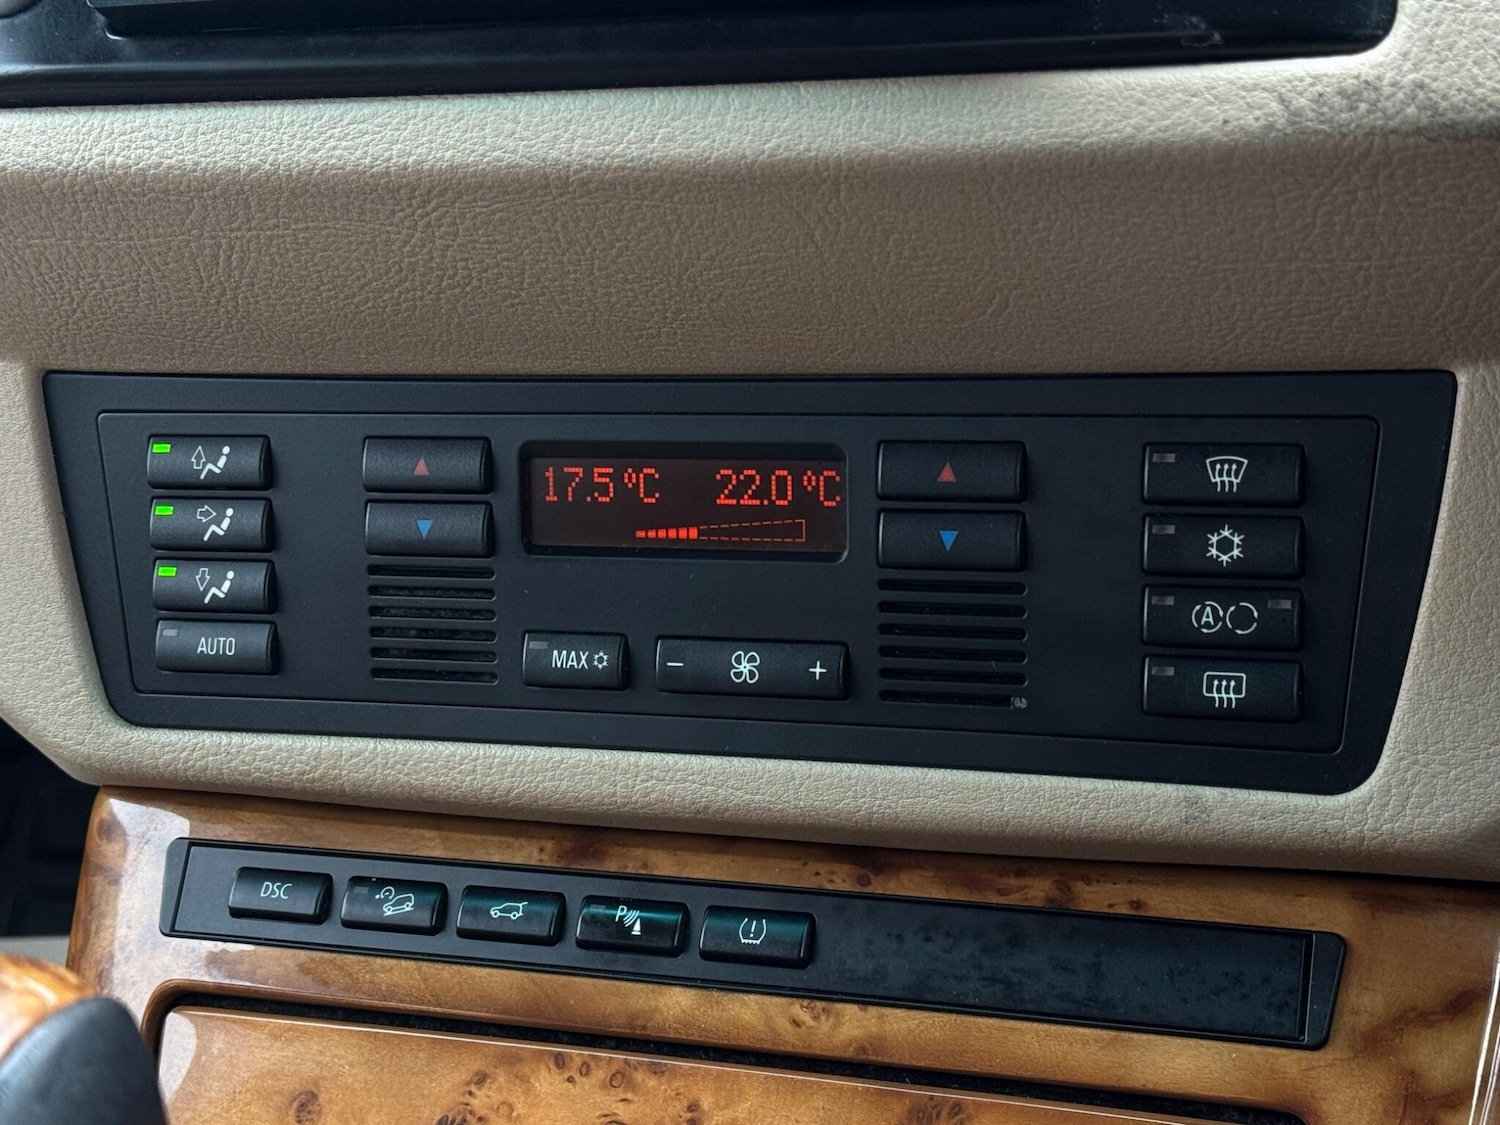 17.5°C 22.0°C
AUTO
MAX
− +
A
DSC
P
!